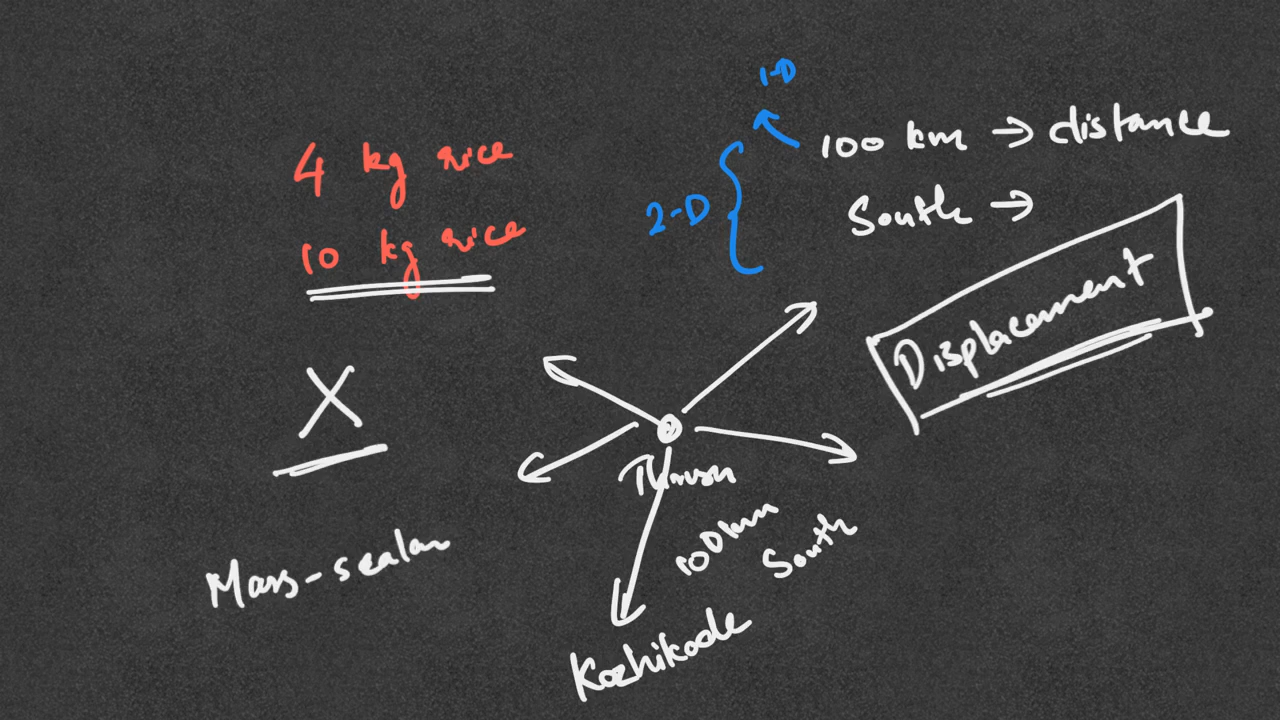 1-D
100 km → distance
4 kg rice
2-D
South →
10 kg rice
Displacement
X
100 km
South
Mass-scalar
Kozhikode